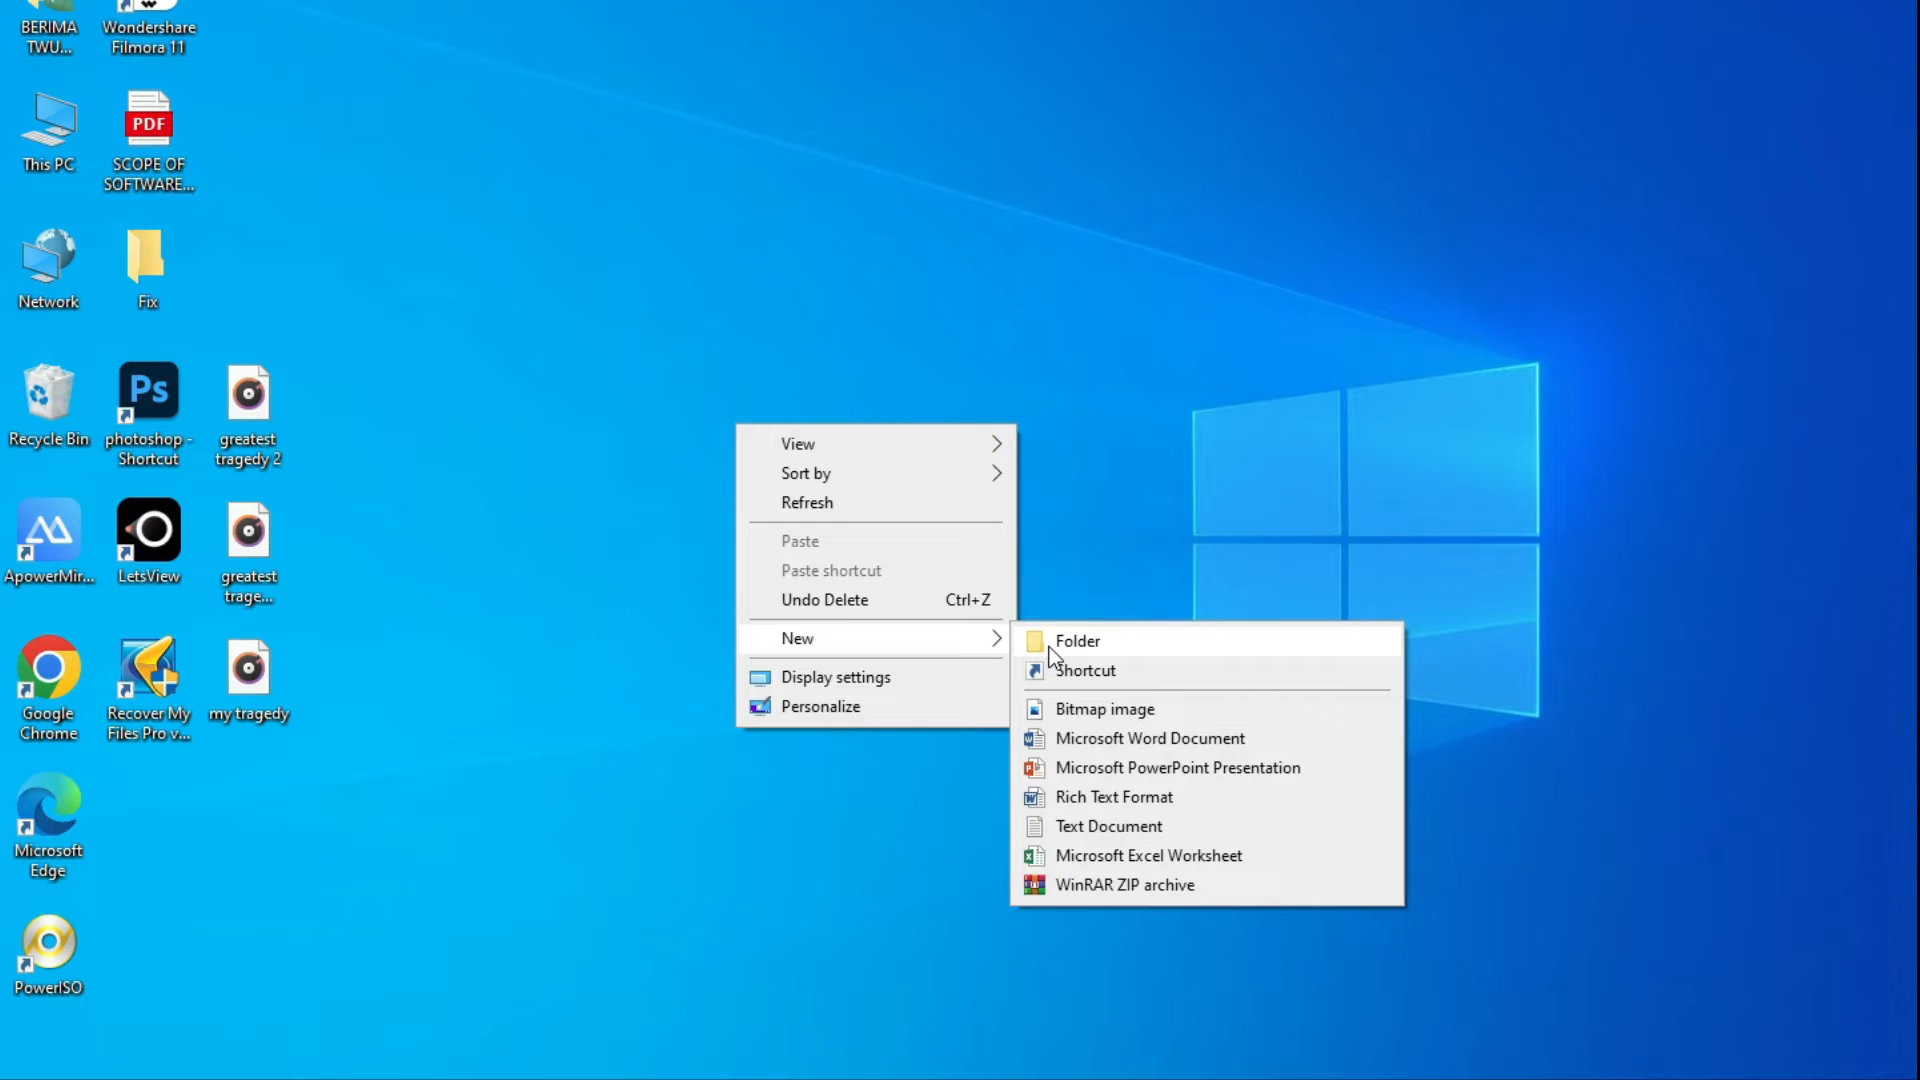 BERIMA
TWU...
Wondershare
Filmora 11
This PC
PDF
SCOPE OF
SOFTWARE...
Network
Fix
Recycle Bin
Ps
photoshop -
Shortcut
greatest
tragedy 2
ApowerMir...
LetsView
greatest
trage...
Google
Chrome
Recover My
Files Pro v...
my tragedy
Microsoft
Edge
PowerISO
View
Sort by
Refresh
Paste
Paste shortcut
Undo Delete Ctrl+Z
New
Display settings
Personalize
Folder
Shortcut
Bitmap image
Microsoft Word Document
Microsoft PowerPoint Presentation
Rich Text Format
Text Document
Microsoft Excel Worksheet
WinRAR ZIP archive